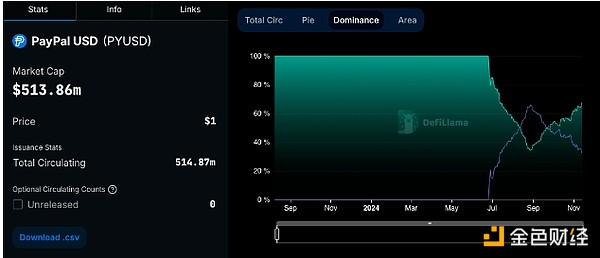 Stats Info Links
PayPal USD (PYUSD)
Market Cap
$513.86m
Price $1
Issuance Stats
Total Circulating 514.87m
Optional Circulating Counts ?
Unreleased 0
Download .csv
Total Circ Pie Dominance Area
100 %
80 %
60 %
40 %
20 %
0 %
DefiLlama
Sep Nov 2024 Mar May Jul Sep Nov
金色财经